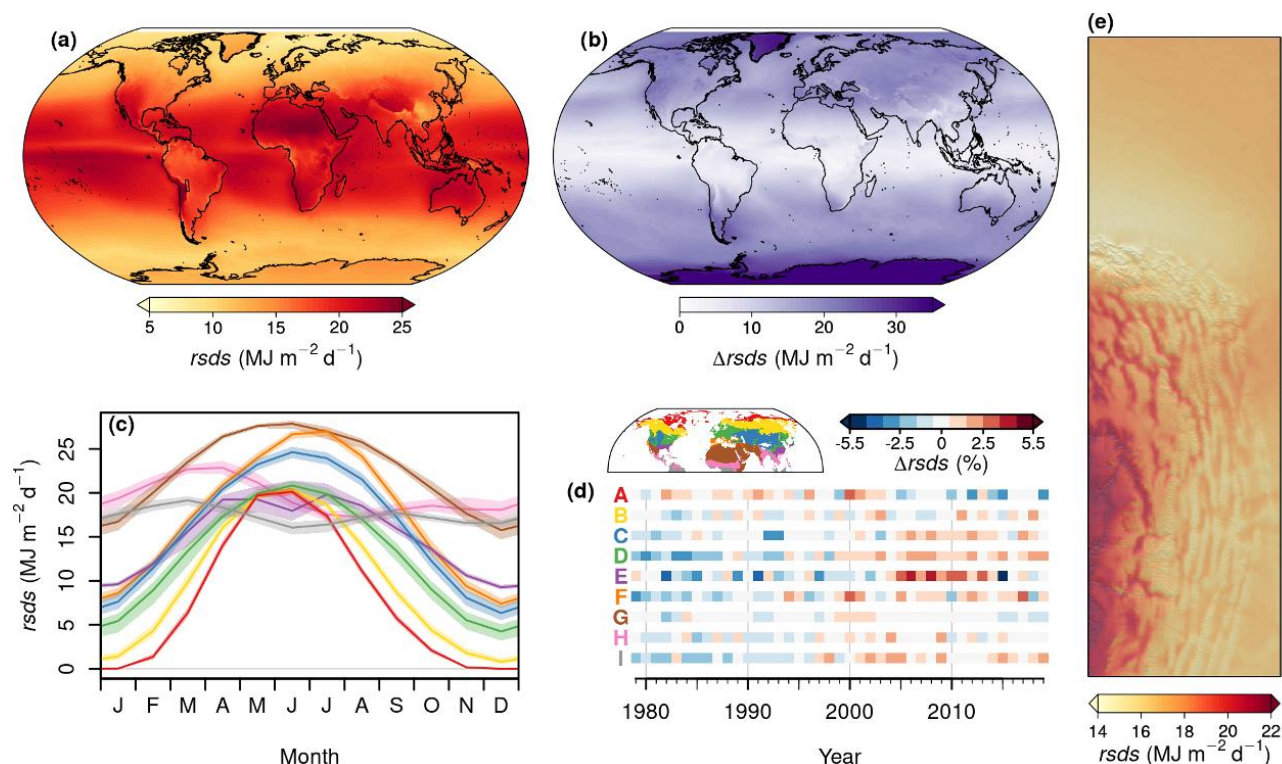 (a)
5 10 15 20 25
rsds (MJ m−2 d−1)
(b)
0 10 20 30
Δrsds (MJ m−2 d−1)
(c)
rsds (MJ m−2 d−1)
25
20
15
10
5
0
J F M A M J J A S O N D
Month
-5.5 -2.5 0 2.5 5.5
Δrsds (%)
(d)
A
B
C
D
E
F
G
H
I
1980 1990 2000 2010
Year
(e)
14 16 18 20 22
rsds (MJ m−2 d−1)